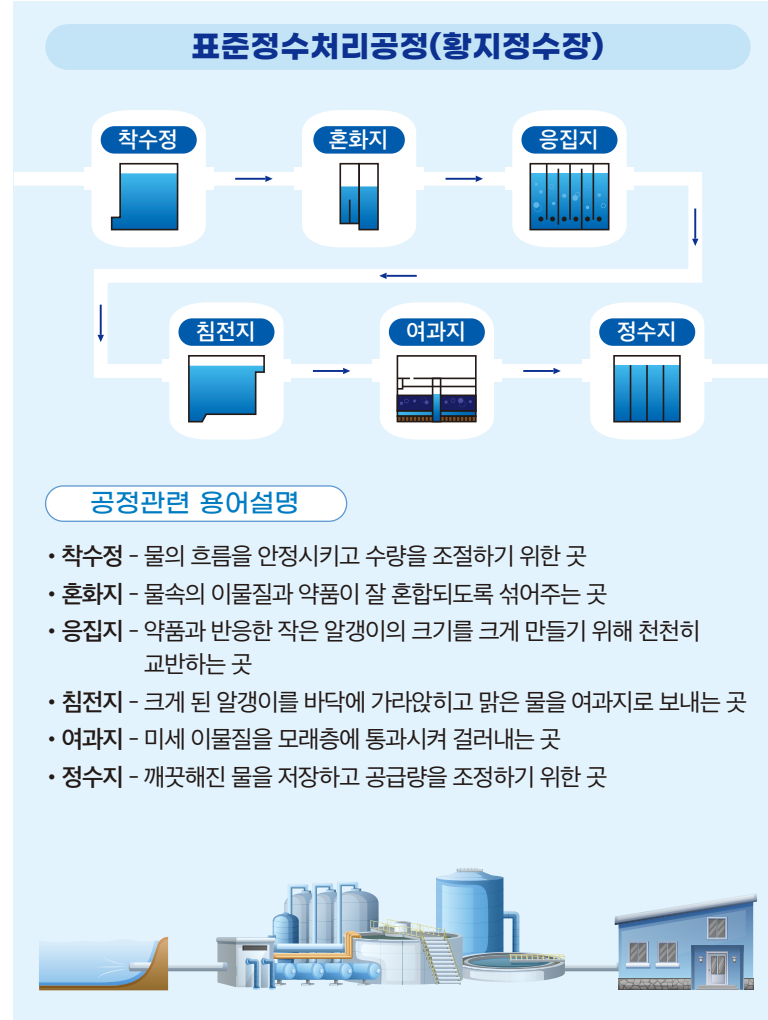 표준정수처리공정(황지정수장)
착수정
혼화지
응집지
침전지
여과지
정수지
공정관련 용어설명
• 착수정 - 물의 흐름을 안정시키고 수량을 조절하기 위한 곳
• 혼화지 - 물속의 이물질과 약품이 잘 혼합되도록 섞어주는 곳
• 응집지 - 약품과 반응한 작은 알갱이의 크기를 크게 만들기 위해 천천히
교반하는 곳
• 침전지 - 크게 된 알갱이를 바닥에 가라앉히고 맑은 물을 여과지로 보내는 곳
• 여과지 - 미세 이물질을 모래층에 통과시켜 걸러내는 곳
• 정수지 - 깨끗해진 물을 저장하고 공급량을 조정하기 위한 곳